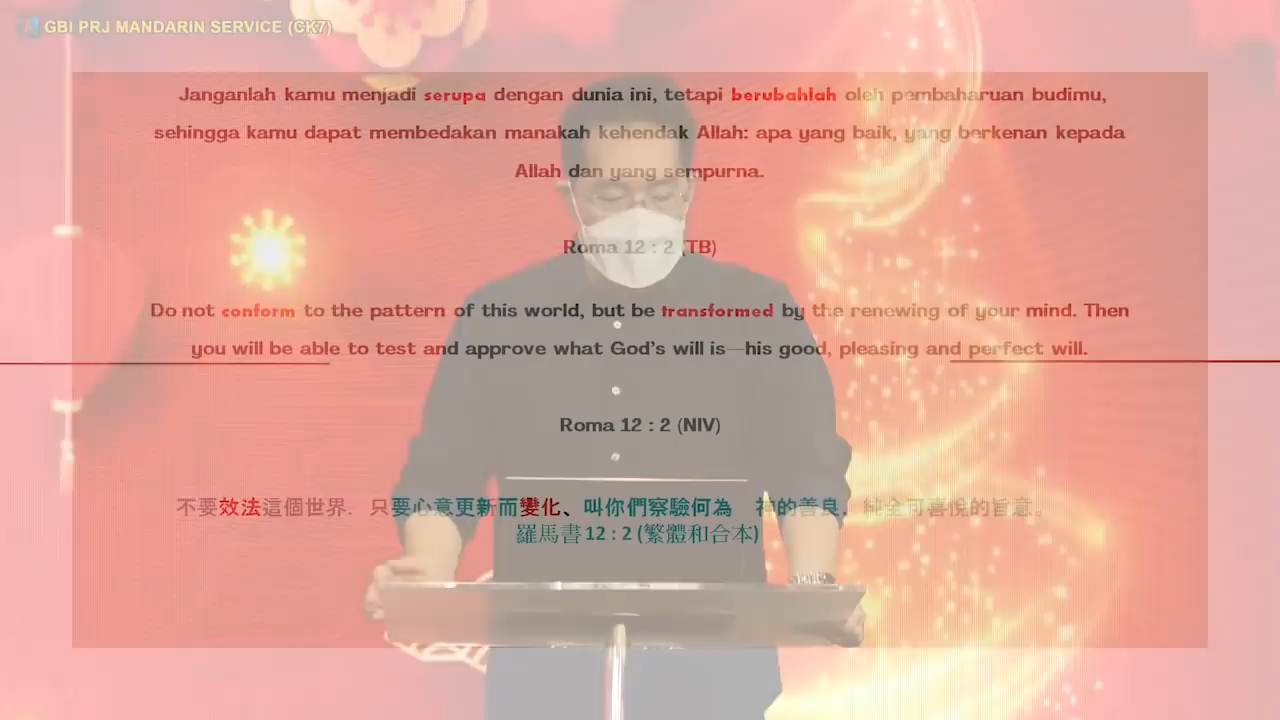 GBI PRJ MANDARIN SERVICE (CK7)
Janganlah kamu menjadi serupa dengan dunia ini, tetapi berubahlah oleh pembaharuan budimu,
sehingga kamu dapat membedakan manakah kehendak Allah: apa yang baik, yang berkenan kepada
Allah dan yang sempurna.
Roma 12 : 2 (TB)
Do not conform to the pattern of this world, but be transformed by the renewing of your mind. Then
you will be able to test and approve what God’s will is—his good, pleasing and perfect will.
Roma 12 : 2 (NIV)
不要效法這個世界．只要心意更新而變化、叫你們察驗何為　神的善良、純全可喜悅的旨意。
羅馬書 12 : 2 (繁體和合本)